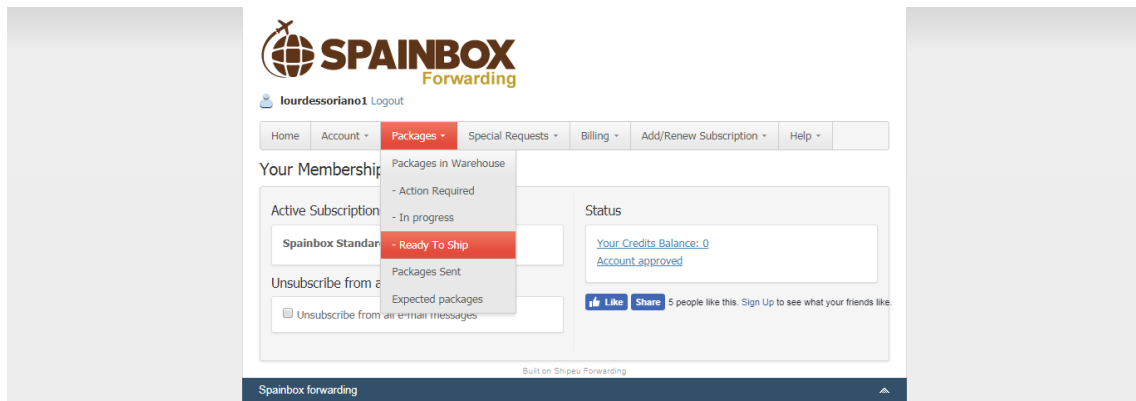 SPAINBOX
Forwarding
lourdessoriano1 Logout
Home Account Packages Special Requests Billing Add/Renew Subscription Help
Your Membership
Packages in Warehouse
- Action Required
- In progress
- Ready To Ship
Packages Sent
Expected packages
Active Subscription
Spainbox Standar
Unsubscribe from a
Unsubscribe from all e-mail messages
Status
Your Credits Balance: 0
Account approved
Like Share 5 people like this. Sign Up to see what your friends like.
Built on Shipeu Forwarding
Spainbox forwarding